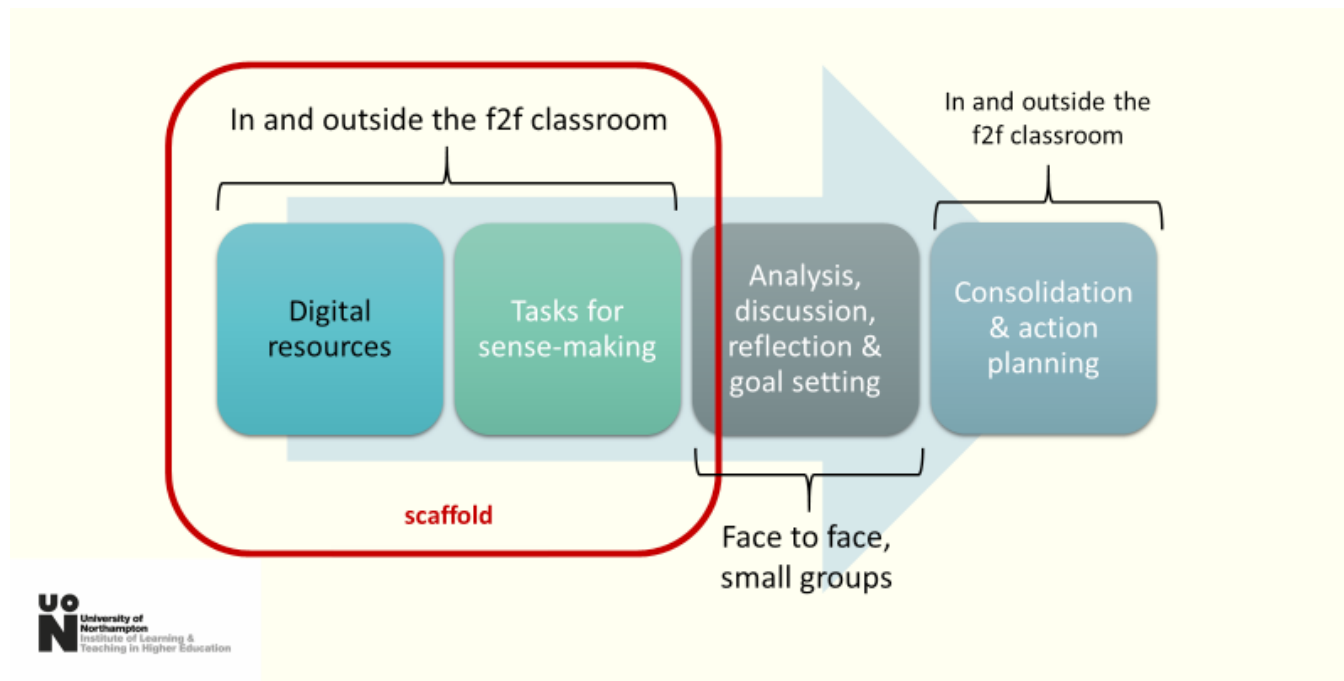 In and outside the f2f classroom
In and outside the
f2f classroom
Digital
resources
Tasks for
sense-making
Analysis,
discussion,
reflection &
goal setting
Consolidation
& action
planning
scaffold
Face to face,
small groups
UoN
University of
Northampton
Institute of Learning &
Teaching in Higher Education